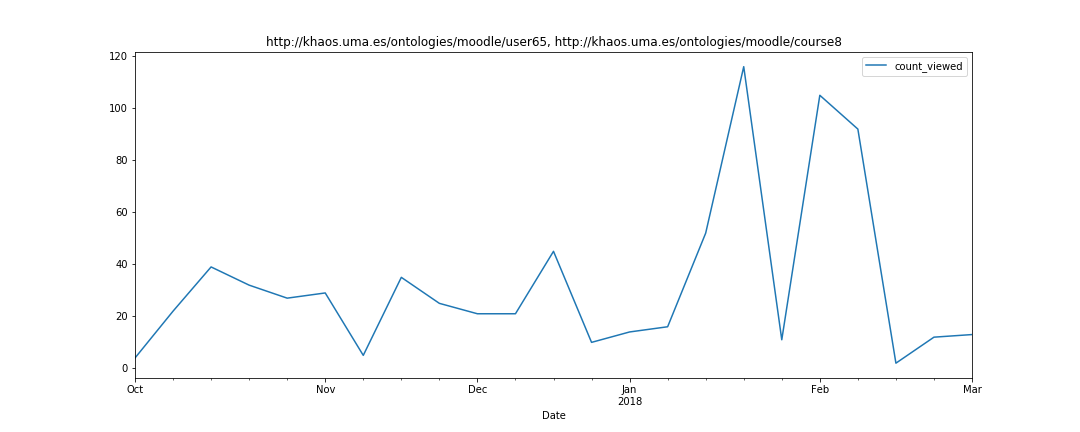 http://khaos.uma.es/ontologies/moodle/user65, http://khaos.uma.es/ontologies/moodle/course8
count_viewed
120
100
80
60
40
20
0
Oct Nov Dec Jan Feb Mar
2018
Date